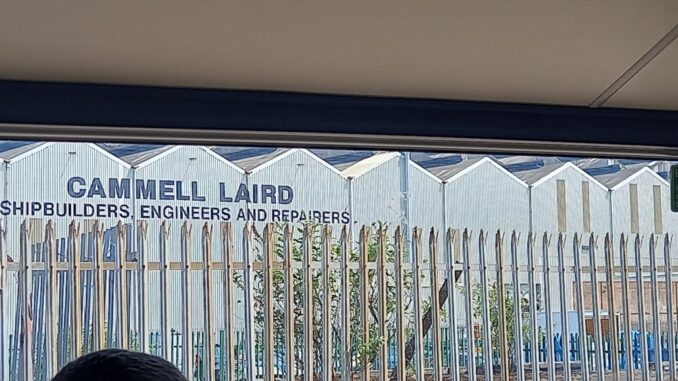 CAMMELL LAIRD
SHIPBUILDERS, ENGINEERS AND REPAIRERS